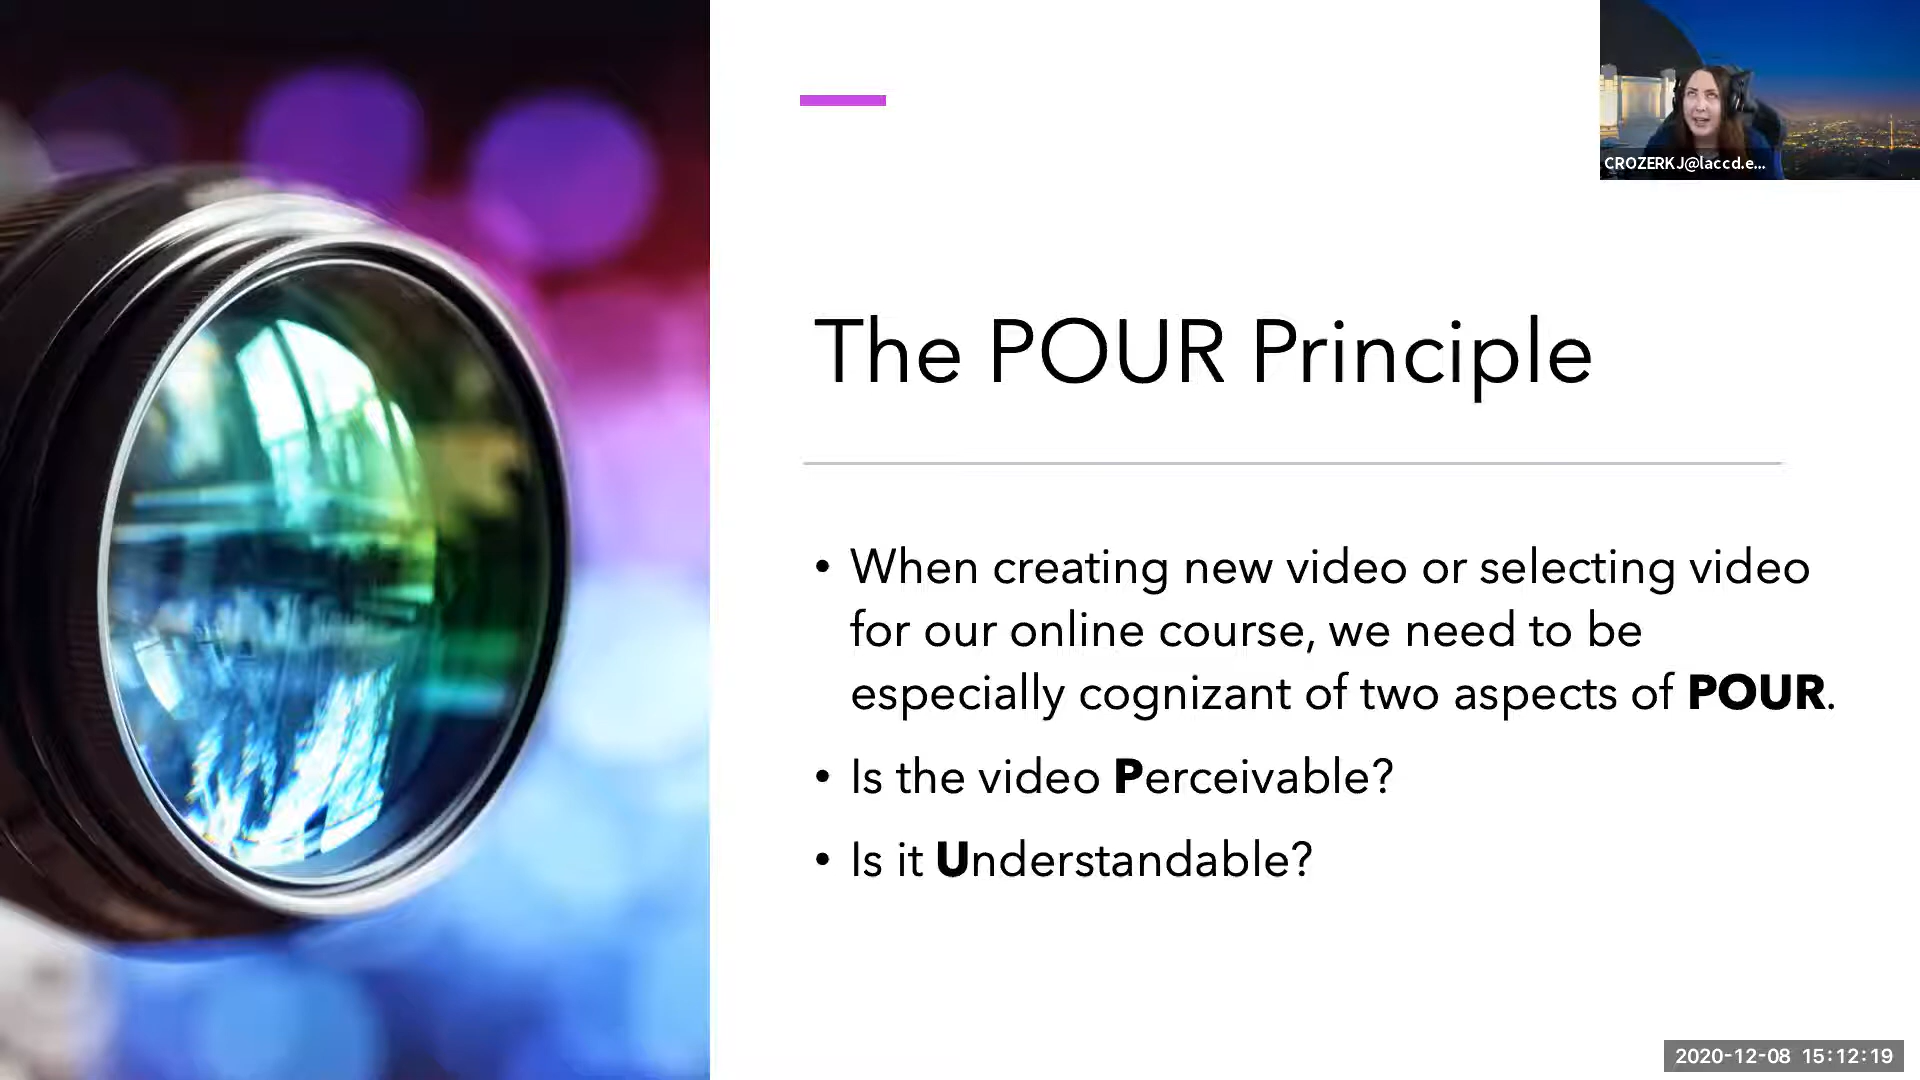 CROZERKJ@laccd.e...
The POUR Principle
• When creating new video or selecting video
for our online course, we need to be
especially cognizant of two aspects of POUR.
• Is the video Perceivable?
• Is it Understandable?
2020-12-08 15:12:19